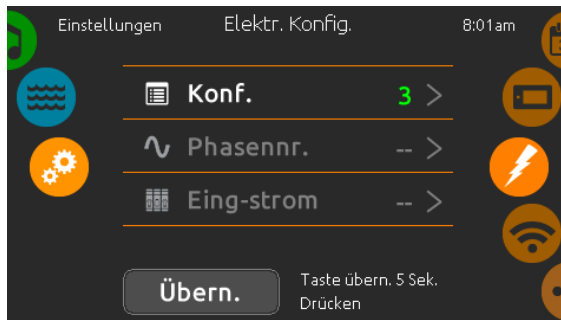 Einstellungen
Elektr. Konfig.
8:01am
Konf. 3 >
Phasennr. -- >
Eing-strom -- >
Übern.
Taste übern. 5 Sek.
Drücken